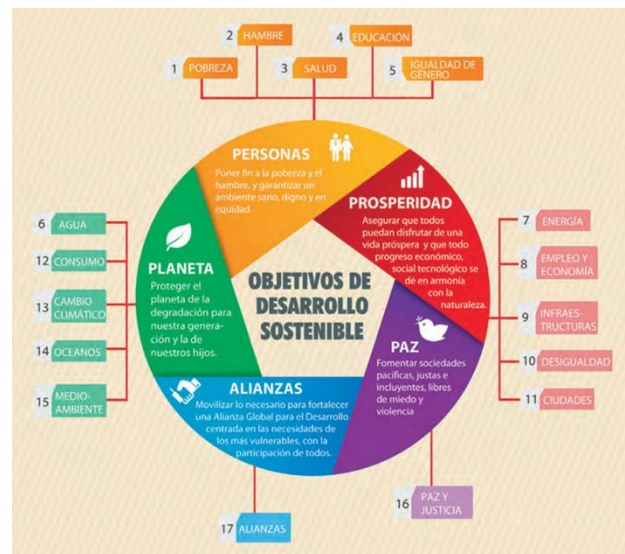 2 HAMBRE
4 EDUCACIÓN
1 POBREZA
3 SALUD
5 IGUALDAD DE
GÉNERO
PERSONAS
Poner fin a la pobreza y el
hambre, y garantizar un
ambiente sano, digno y en
equidad.
PROSPERIDAD
Asegurar que todos
puedan disfrutar de una
vida próspera y que todo
progreso económico,
social tecnológico se
dé en armonía
con la
naturaleza.
6 AGUA
12 CONSUMO
13 CAMBIO
CLIMÁTICO
14 OCEANOS
15 MEDIO-
AMBIENTE
PLANETA
Proteger el
planeta de la
degradación para
nuestra genera-
ción y la de
nuestros hijos.
OBJETIVOS DE
DESARROLLO
SOSTENIBLE
7 ENERGÍA
8 EMPLEO Y
ECONOMÍA
9 INFRAES-
TRUCTURAS
10 DESIGUALDAD
11 CIUDADES
PAZ
Fomentar sociedades
pacíficas, justas e
incluyentes, libres
de miedo y
violencia
ALIANZAS
Movilizar lo necesario para fortalecer
una Alianza Global para el Desarrollo
centrada en las necesidades de
los más vulnerables, con la
participación de todos.
16 PAZ Y
JUSTICIA
17 ALIANZAS